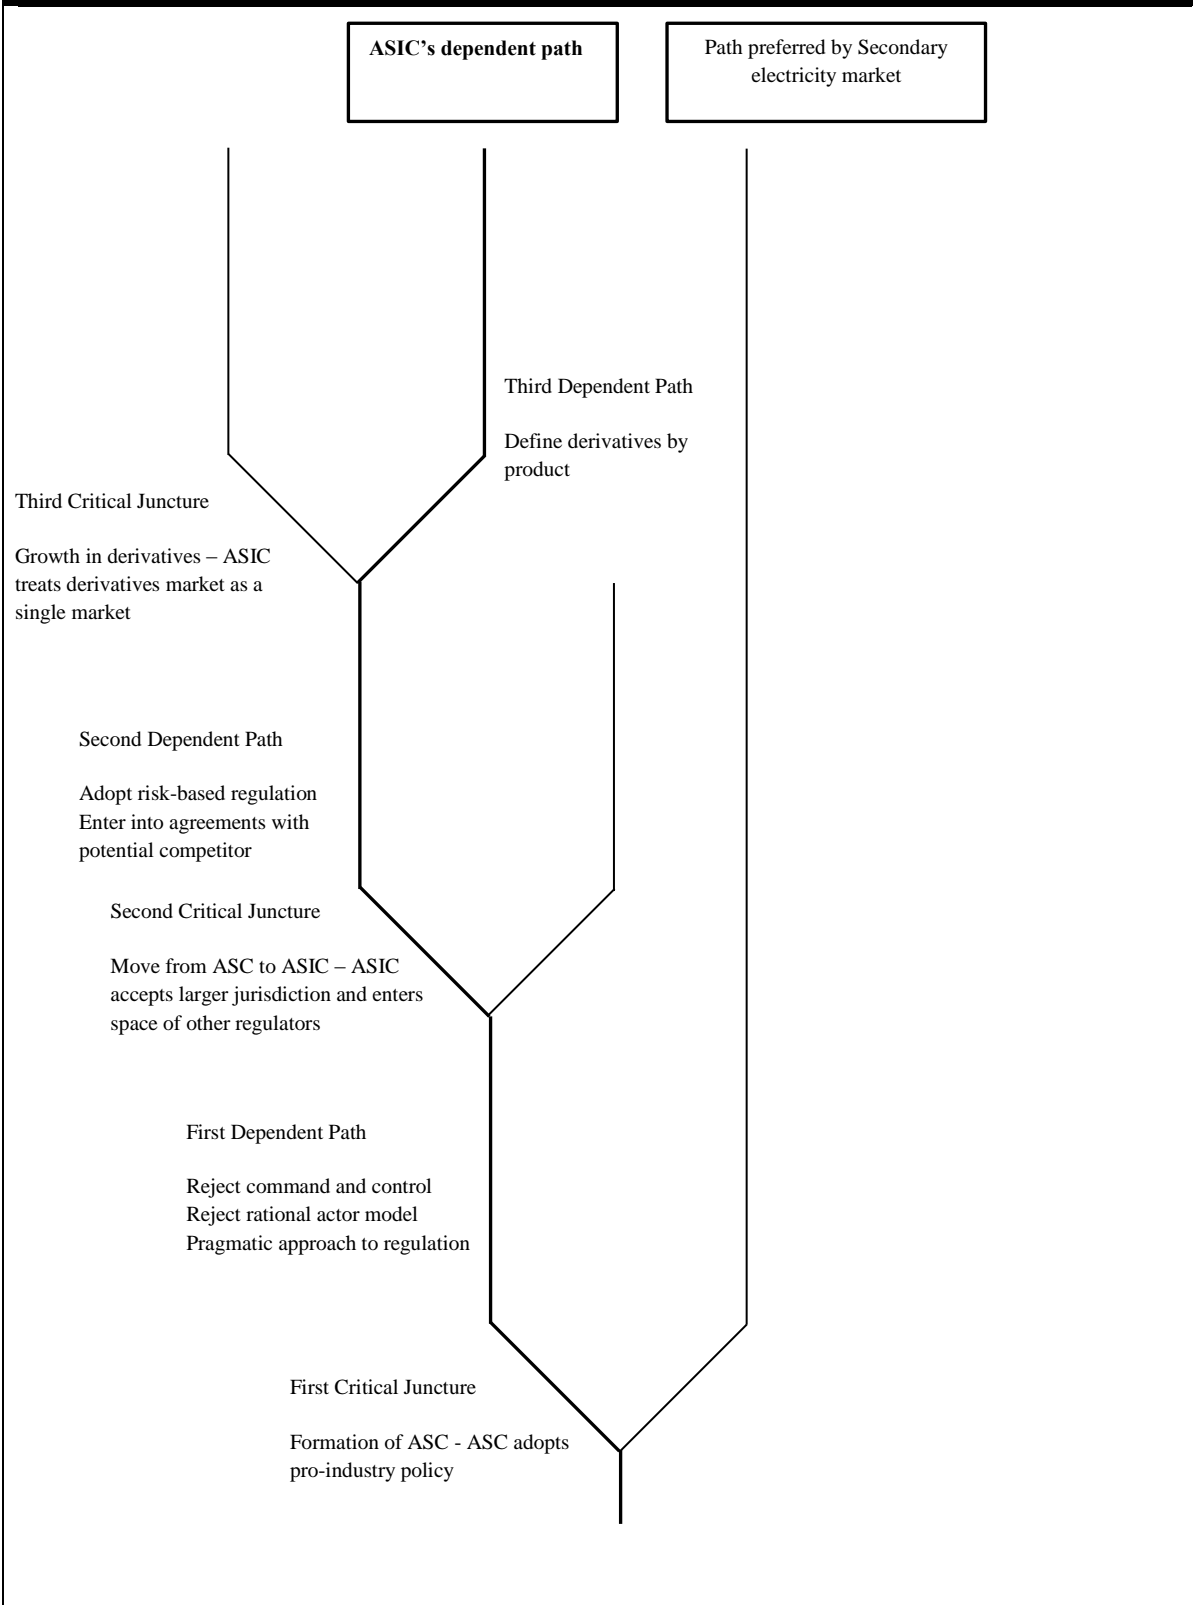 ASIC’s dependent path
Path preferred by Secondary
electricity market
Third Dependent Path
Define derivatives by
product
Third Critical Juncture
Growth in derivatives – ASIC
treats derivatives market as a
single market
Second Dependent Path
Adopt risk-based regulation
Enter into agreements with
potential competitor
Second Critical Juncture
Move from ASC to ASIC – ASIC
accepts larger jurisdiction and enters
space of other regulators
First Dependent Path
Reject command and control
Reject rational actor model
Pragmatic approach to regulation
First Critical Juncture
Formation of ASC - ASC adopts
pro-industry policy